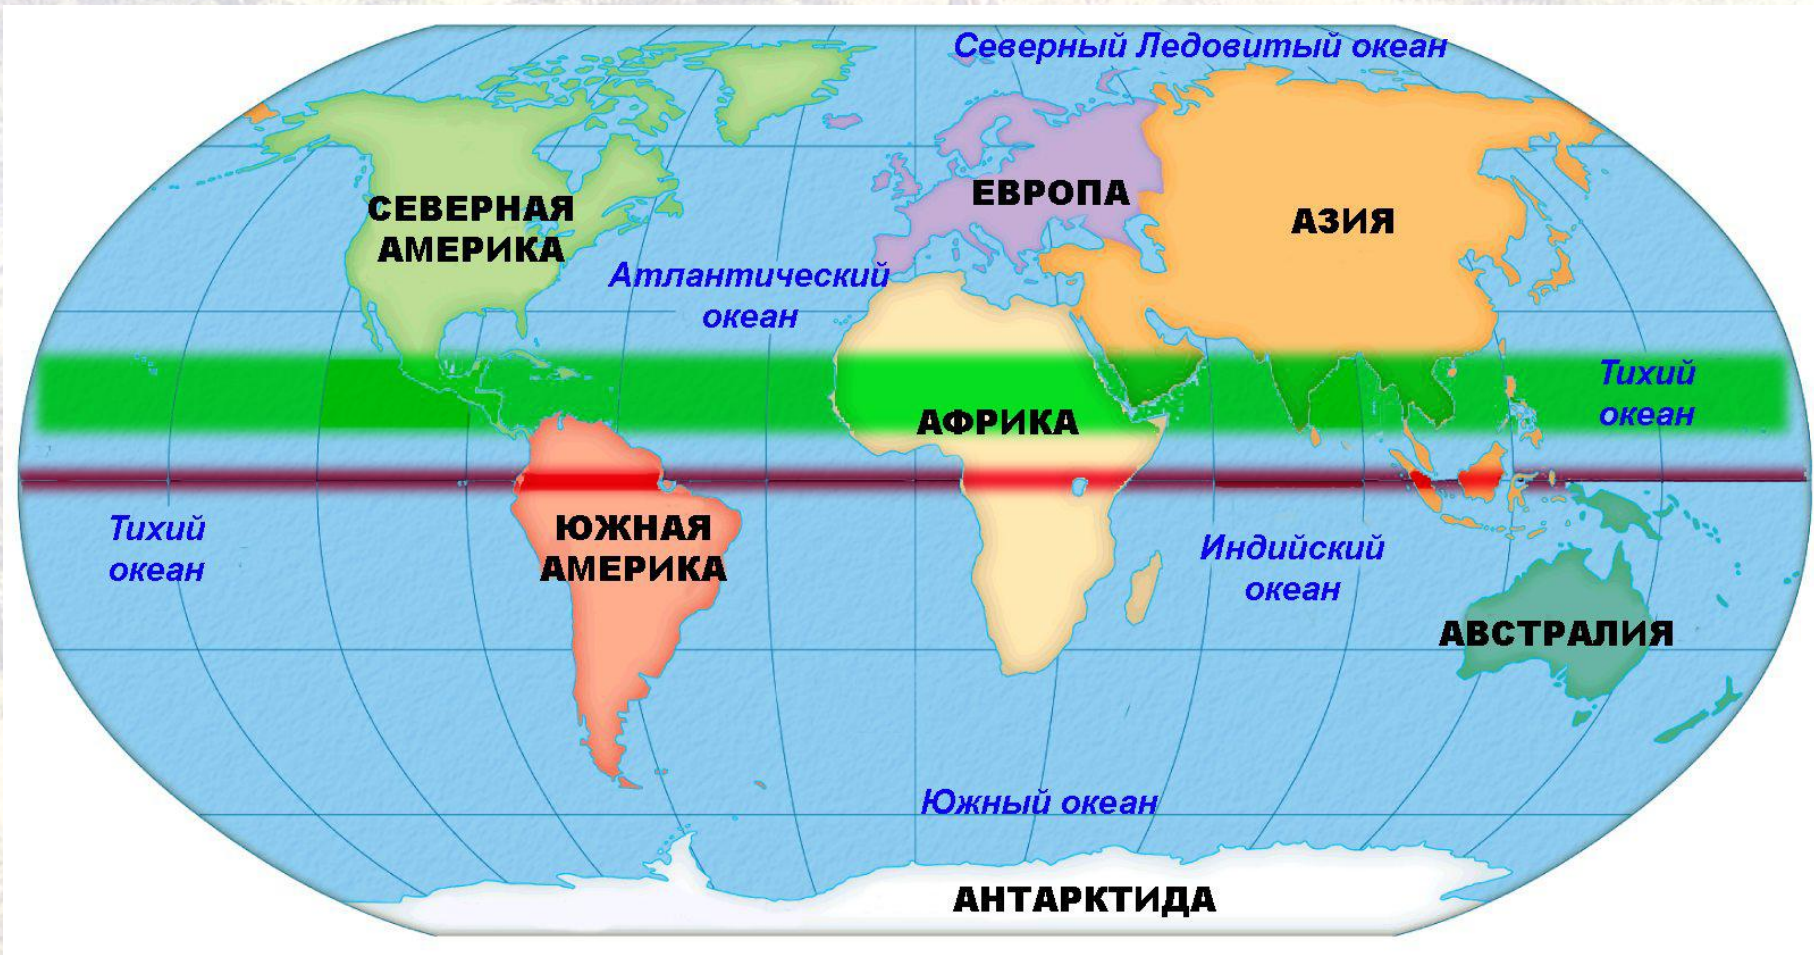 Северный Ледовитый океан
СЕВЕРНАЯ
АМЕРИКА
ЕВРОПА
АЗИЯ
Атлантический
океан
Тихий
океан
АФРИКА
Тихий
океан
ЮЖНАЯ
АМЕРИКА
Индийский
океан
АВСТРАЛИЯ
Южный океан
АНТАРКТИДА